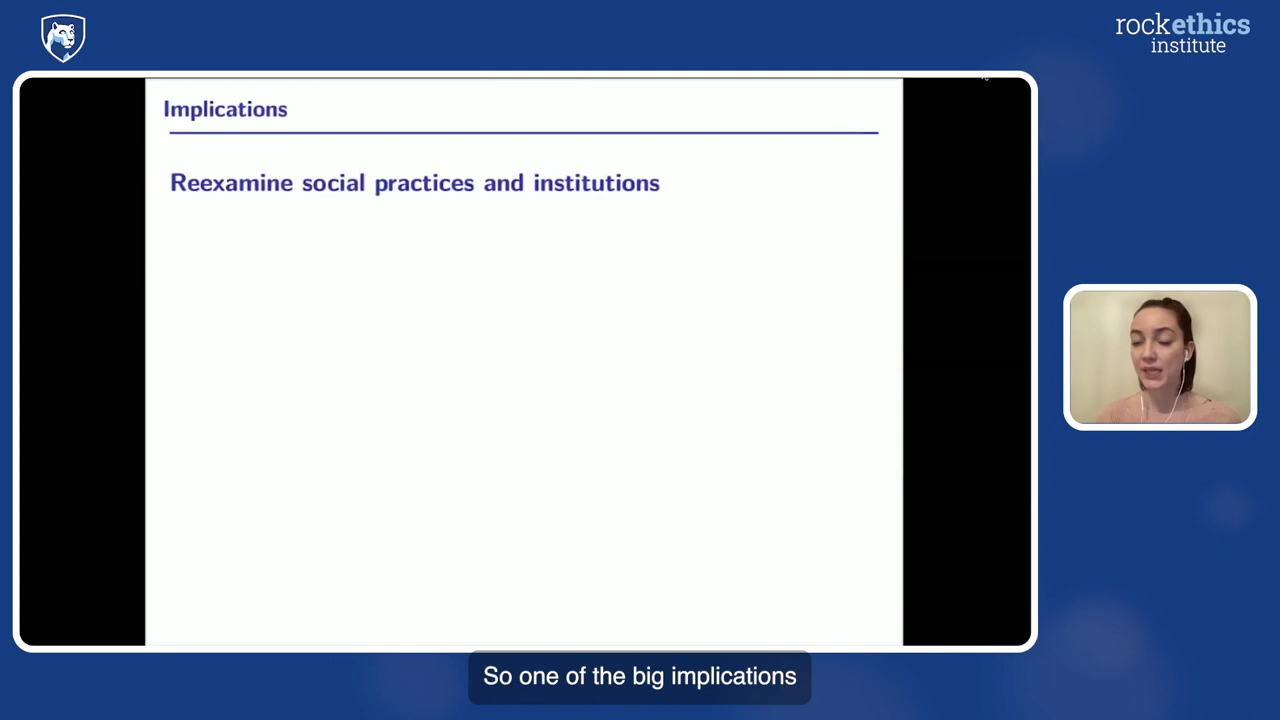 rockethics
institute
Implications
Reexamine social practices and institutions
So one of the big implications